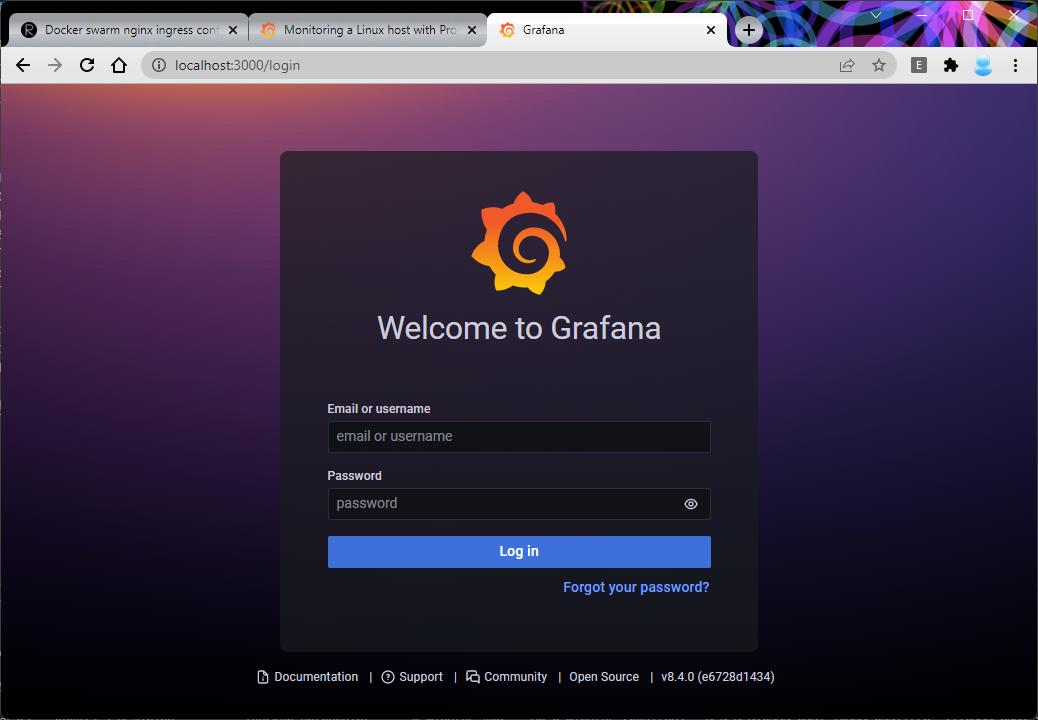 Docker swarm nginx ingress cont
Monitoring a Linux host with Pro
Grafana
localhost:3000/login
E
Welcome to Grafana
Email or username
email or username
Password
password
Log in
Forgot your password?
Documentation | Support | Community | Open Source | v8.4.0 (e6728d1434)